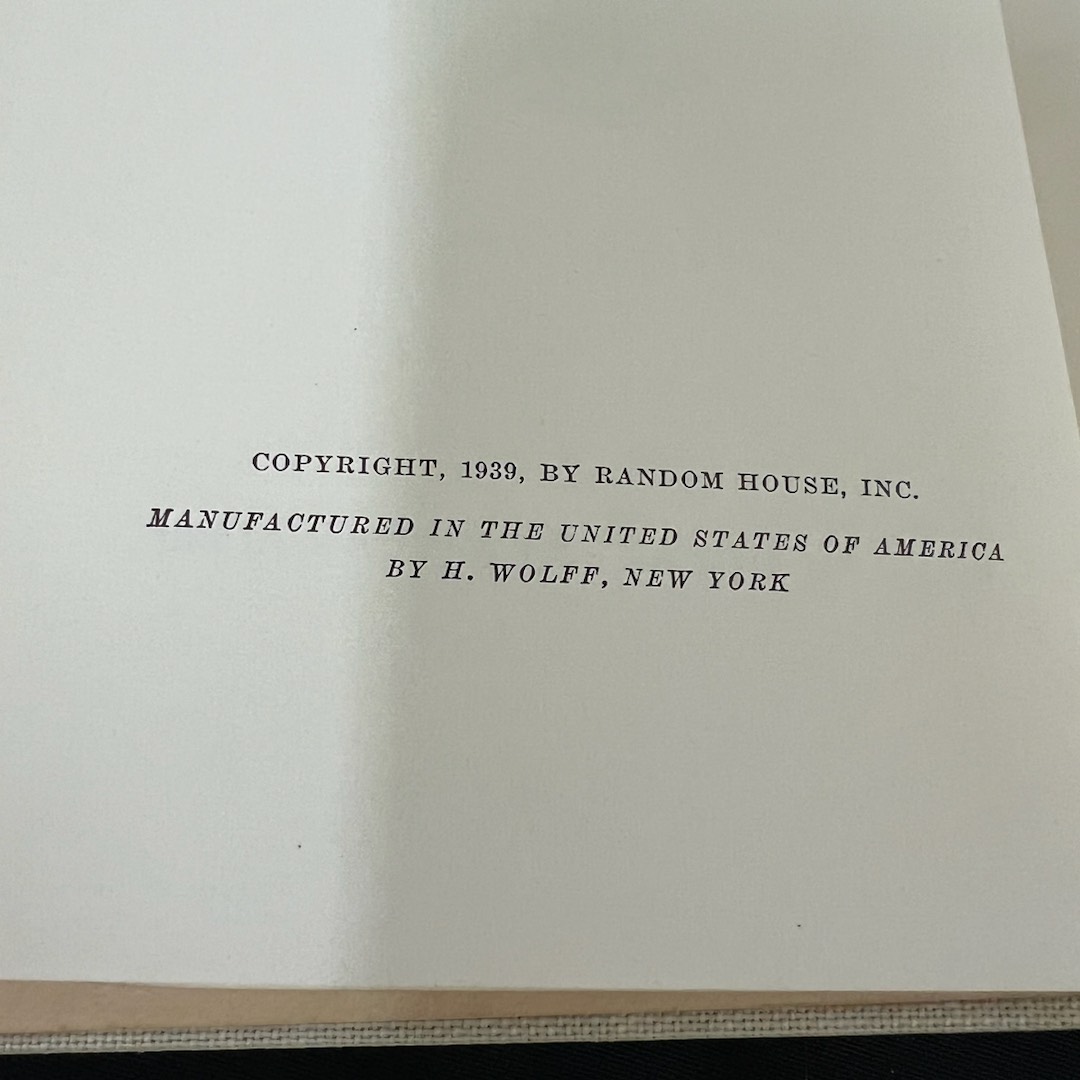 COPYRIGHT, 1939, BY RANDOM HOUSE, INC.
MANUFACTURED IN THE UNITED STATES OF AMERICA
BY H. WOLFF, NEW YORK